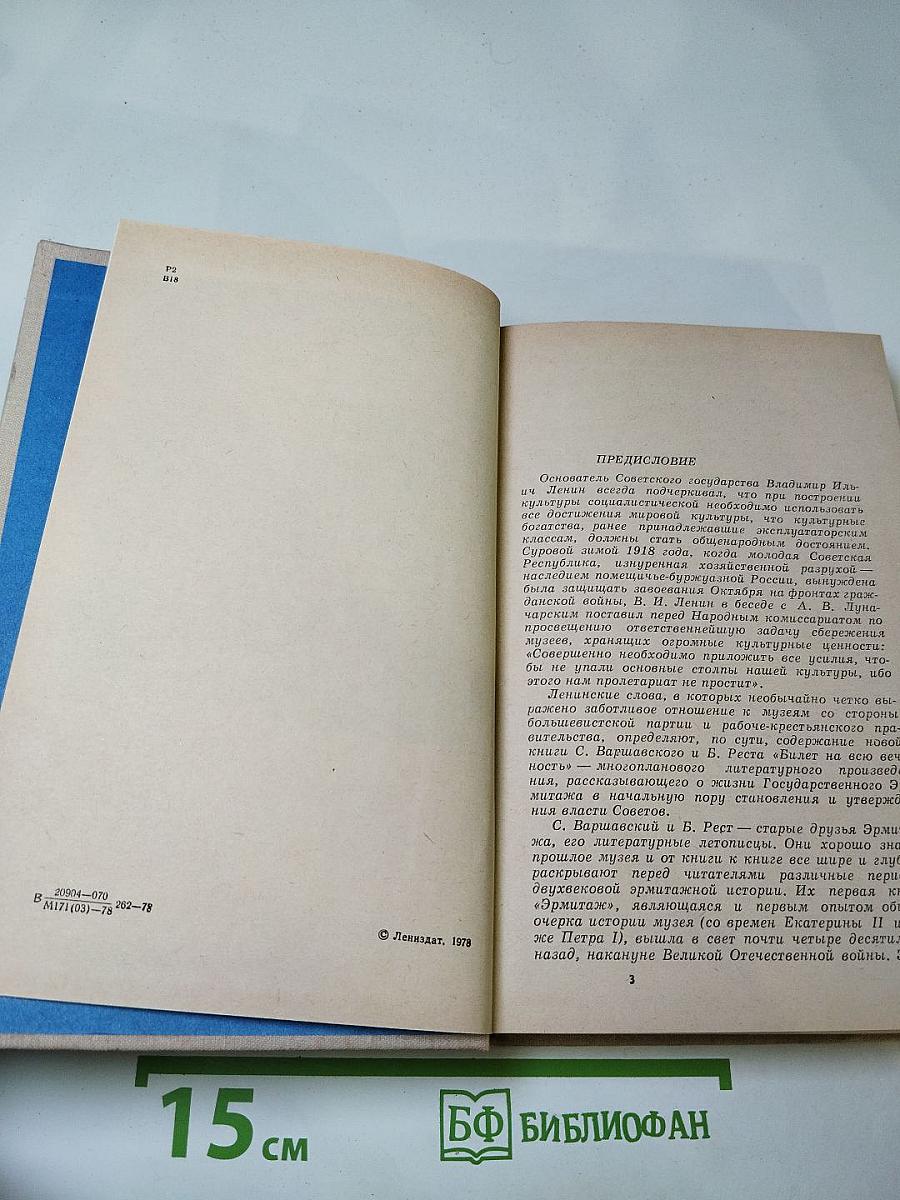 Р2
В18
В 20904—070
М171(03)—78 262—78
© Лениздат, 1978
ПРЕДИСЛОВИЕ
Основатель Советского государства Владимир Иль-
ич Ленин всегда подчеркивал, что при построении
культуры социалистической необходимо использовать
все достижения мировой культуры, что культурные
богатства, ранее принадлежавшие эксплуататорским
классам, должны стать общенародным достоянием.
Суровой зимой 1918 года, когда молодая Советская
Республика, изнуренная хозяйственной разрухой —
наследием помещичье-буржуазной России, вынуждена
была защищать завоевания Октября на фронтах граж-
данской войны, В. И. Ленин в беседе с А. В. Луна-
чарским поставил перед Народным комиссариатом по
просвещению ответственнейшую задачу сбережения
музеев, хранящих огромные культурные ценности:
«Совершенно необходимо приложить все усилия, что-
бы не упали основные столпы нашей культуры, ибо
этого нам пролетариат не простит».
Ленинские слова, в которых необычайно четко вы-
ражено заботливое отношение к музеям со стороны
большевистской партии и рабоче-крестьянского пра-
вительства, определяют, по сути, содержание новой
книги С. Варшавского и Б. Реста «Билет на всю веч-
ность» — многопланового литературного произведе
ния, рассказывающего о жизни Государственного Э
митажа в начальную пору становления и утвержд
ния власти Советов.
С. Варшавский и Б. Рест — старые друзья Эрми
жа, его литературные летописцы. Они хорошо зна
прошлое музея и от книги к книге все шире и глуб
раскрывают перед читателями различные пери
двухвековой эрмитажной истории. Их первая кн
«Эрмитаж», являющаяся и первым опытом общ
очерка истории музея (со времен Екатерины II и
же Петра I), вышла в свет почти четыре десятил
назад, накануне Великой Отечественной войны.
3
15 см
БФ БИБЛИОФАН